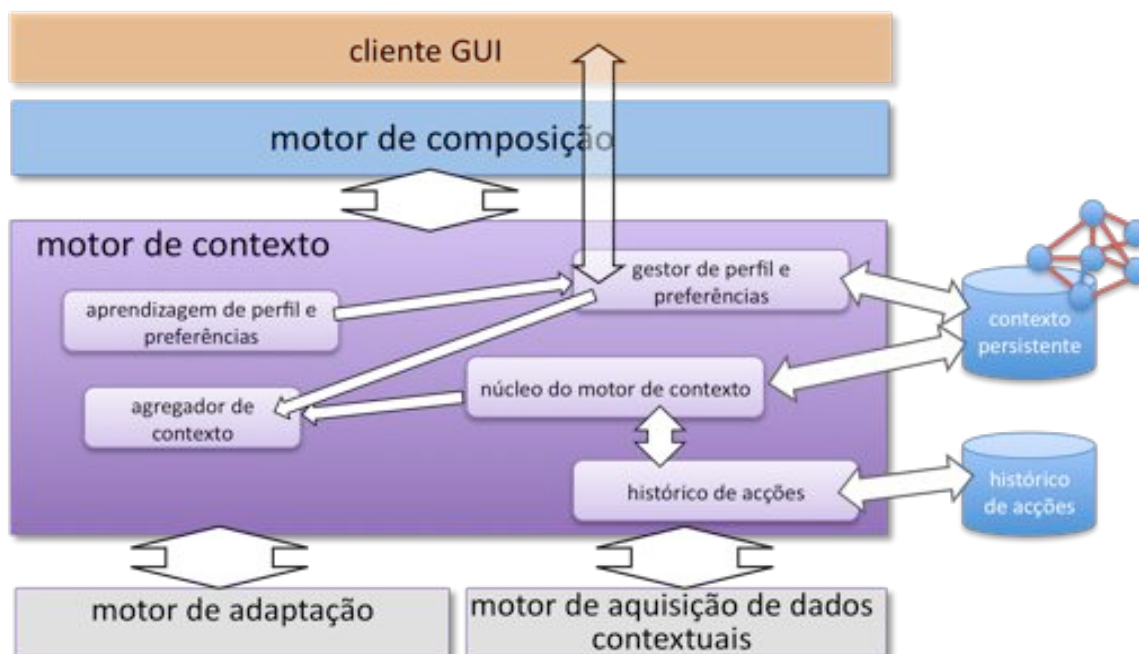 cliente GUI
motor de composição
motor de contexto
gestor de perfil e
preferências
aprendizagem de perfil e
preferências
contexto
persistente
núcleo do motor de contexto
agregador de
contexto
histórico de acções
histórico
de acções
motor de adaptação
motor de aquisição de dados
contextuais